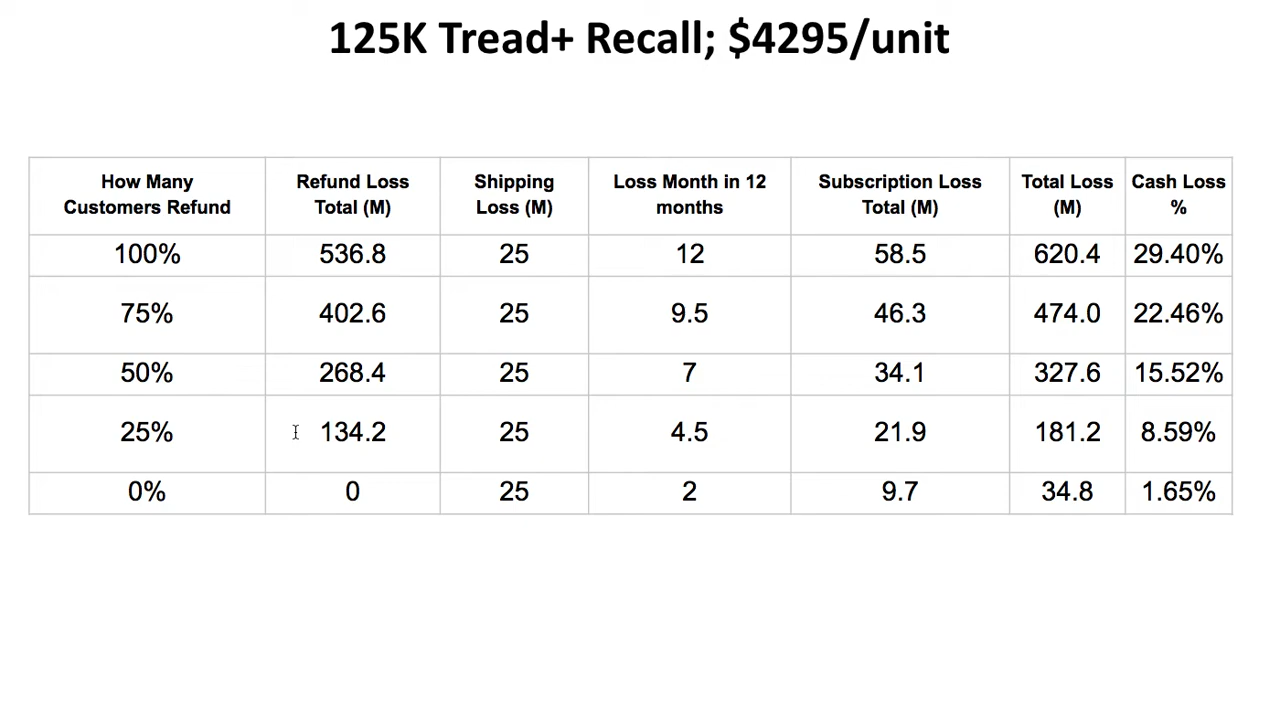 125K Tread+ Recall; $4295/unit
How Many Customers Refund Refund Loss Total (M) Shipping Loss (M) Loss Month in 12 months Subscription Loss Total (M) Total Loss (M) Cash Loss %
100% 536.8 25 12 58.5 620.4 29.40%
75% 402.6 25 9.5 46.3 474.0 22.46%
50% 268.4 25 7 34.1 327.6 15.52%
25% 134.2 25 4.5 21.9 181.2 8.59%
0% 0 25 2 9.7 34.8 1.65%